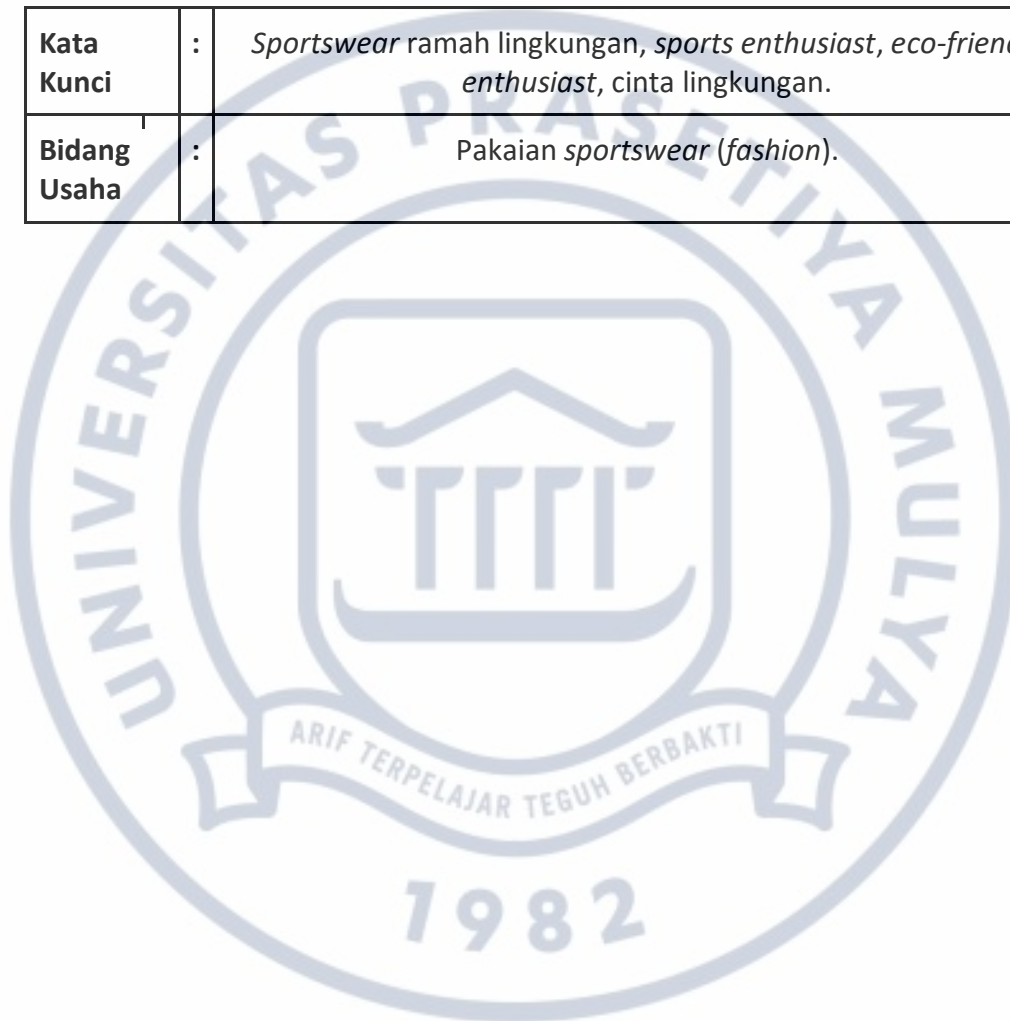 Kata Kunci : Sportswear ramah lingkungan, sports enthusiast, eco-frien
enthusiast, cinta lingkungan.
Bidang Usaha : Pakaian sportswear (fashion).
UNIVERSITAS PRASETIYA MULYA
ARIF TERPELAJAR TEGUH BERBAKTI
1982